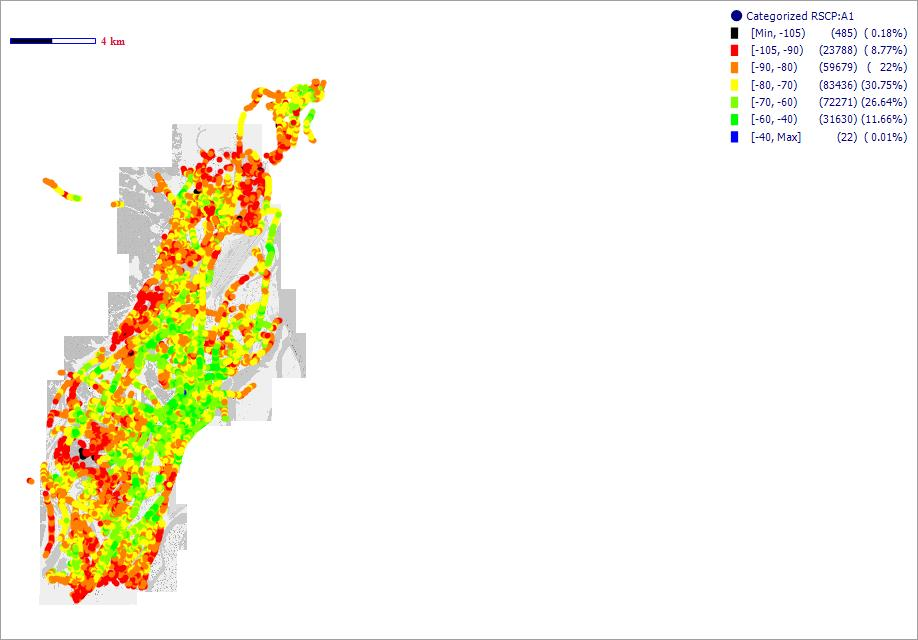 4 km
Categorized RSCP:A1
[Min, -105) (485) ( 0.18%)
[-105, -90) (23788) ( 8.77%)
[-90, -80) (59679) ( 22%)
[-80, -70) (83436) (30.75%)
[-70, -60) (72271) (26.64%)
[-60, -40) (31630) (11.66%)
[-40, Max] (22) ( 0.01%)